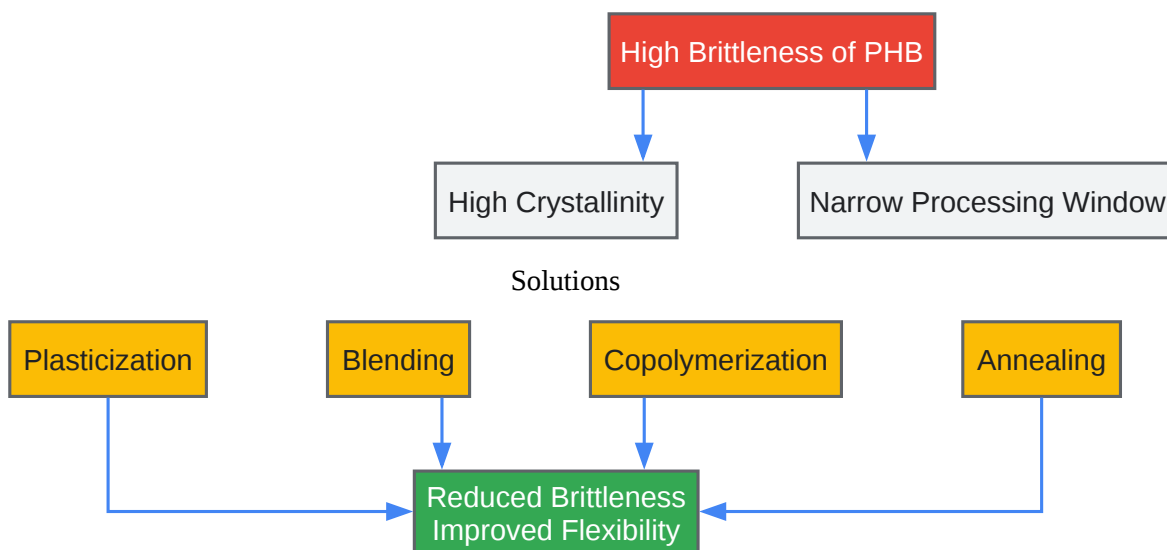 High Brittleness of PHB
High Crystallinity
Narrow Processing Window
Solutions
Plasticization
Blending
Copolymerization
Annealing
Reduced Brittleness
Improved Flexibility